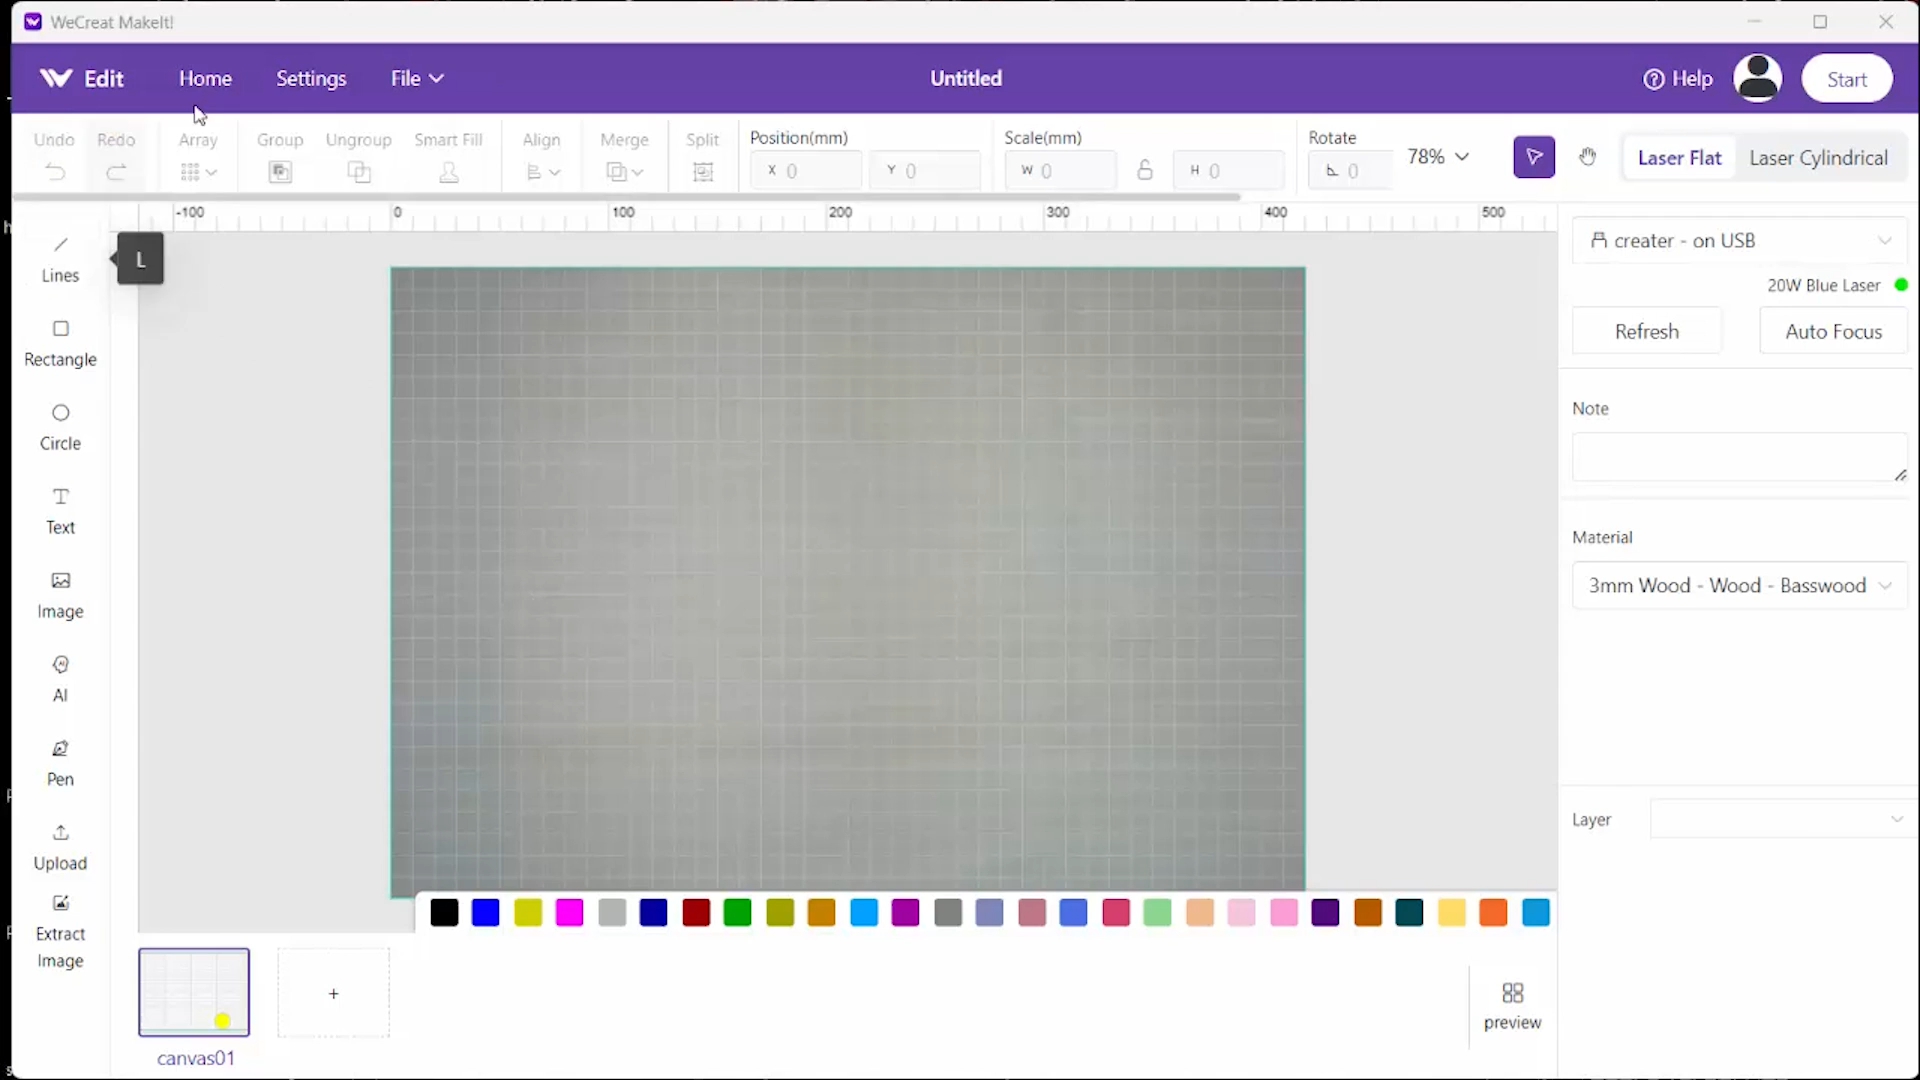 WeCreat MakeIt!
Edit
Home
Settings
File
Untitled
Help
Start
Undo
Redo
Array
Group
Ungroup
Smart Fill
Align
Merge
Split
Position(mm)
X 0
Y 0
Scale(mm)
W 0
H 0
Rotate
0
78%
Laser Flat
Laser Cylindrical
-100
0
100
200
300
400
500
Lines
L
Rectangle
Circle
Text
Image
AI
Pen
Upload
Extract
Image
creater - on USB
20W Blue Laser
Refresh
Auto Focus
Note
Material
3mm Wood - Wood - Basswood
Layer
+
canvas01
preview